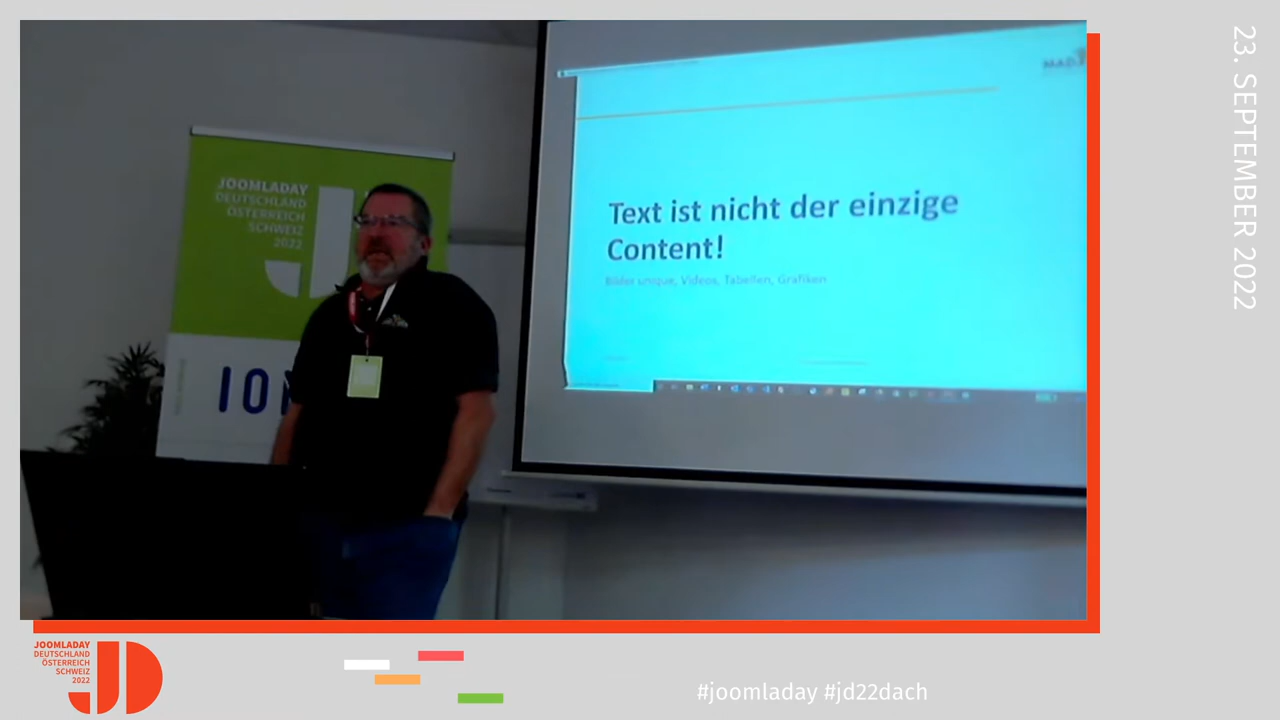 JOOMLADAY
DEUTSCHLAND
ÖSTERREICH
SCHWEIZ
2022
Text ist nicht der einzige
Content!
Bilder unique, Videos, Tabellen, Grafiken
23. SEPTEMBER 2022
JOOMLADAY
DEUTSCHLAND
ÖSTERREICH
SCHWEIZ
2022
JD
#joomladay #jd22dach